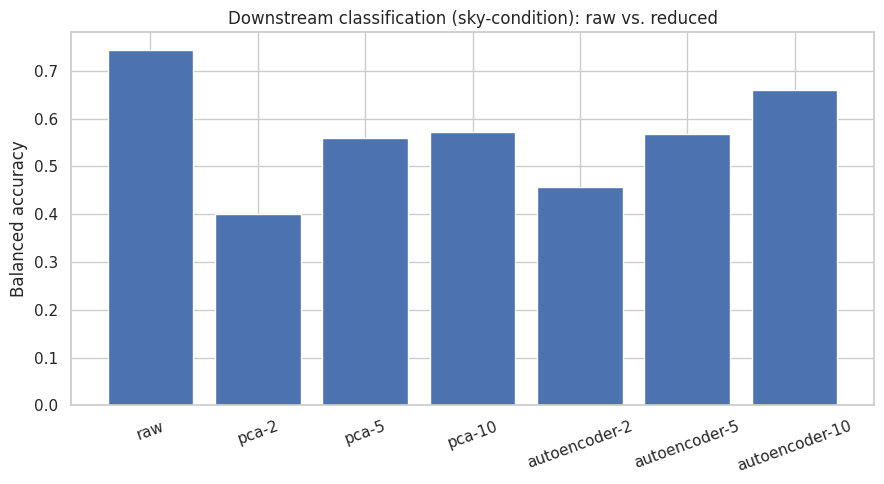 Downstream classification (sky-condition): raw vs. reduced
Balanced accuracy
0.7
0.6
0.5
0.4
0.3
0.2
0.1
0.0
raw
pca-2
pca-5
pca-10
autoencoder-2
autoencoder-5
autoencoder-10